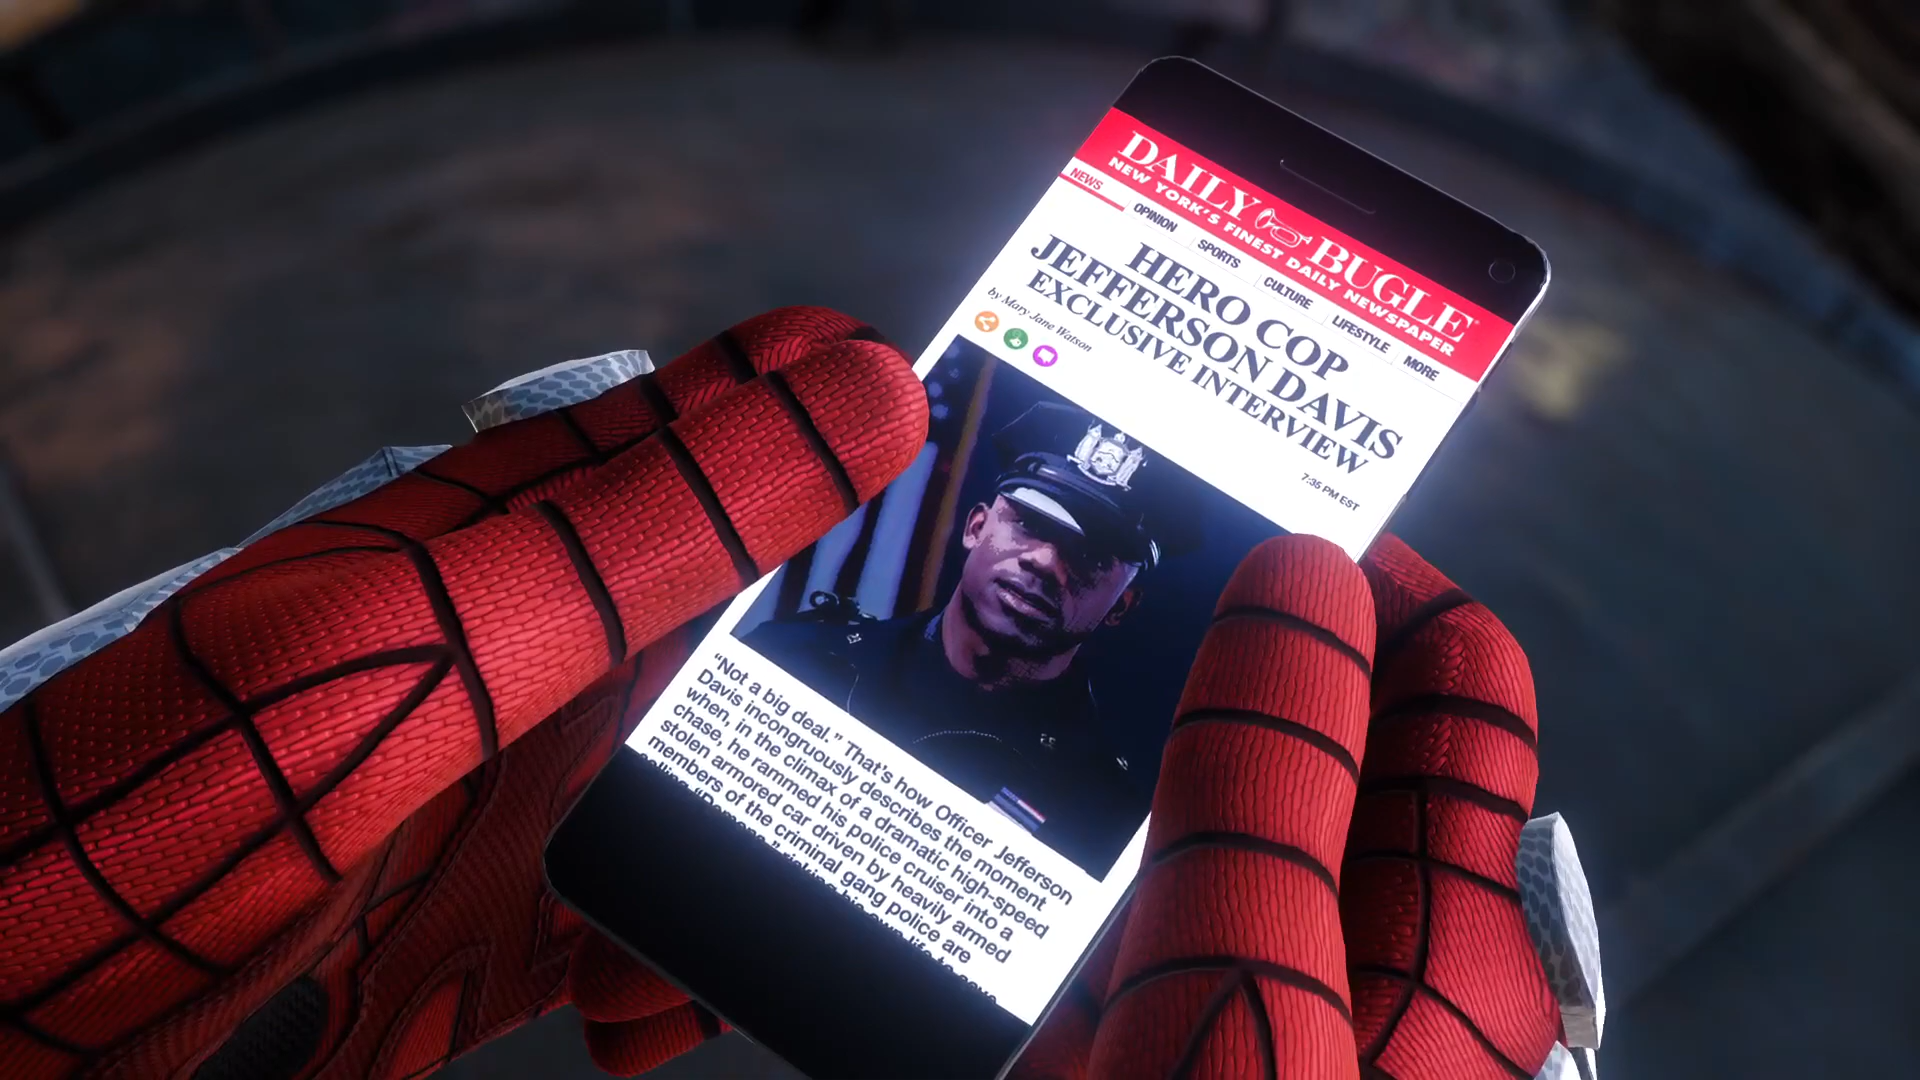 DAILY BUGLE
NEW YORK'S FINEST DAILY NEWSPAPER
NEWS
OPINION
SPORTS
CULTURE
LIFESTYLE
MORE
HERO COP
JEFFERSON DAVIS
EXCLUSIVE INTERVIEW
by Mary Jane Watson
7:35 PM EST
“Not a big deal.” That’s how Officer Jefferson
Davis incongruously describes the moment
when, in the climax of a dramatic high-speed
chase, he rammed his police cruiser into a
stolen armored car driven by heavily armed
members of the criminal gang police are